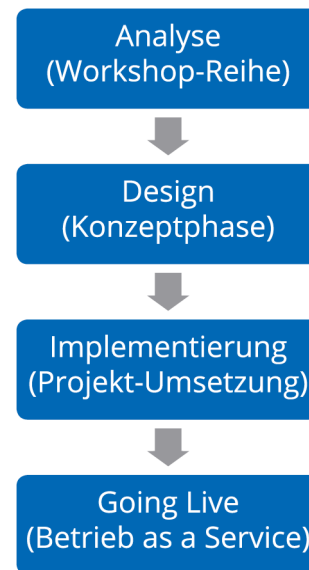 Analyse
(Workshop-Reihe)
Design
(Konzeptphase)
Implementierung
(Projekt-Umsetzung)
Going Live
(Betrieb as a Service)